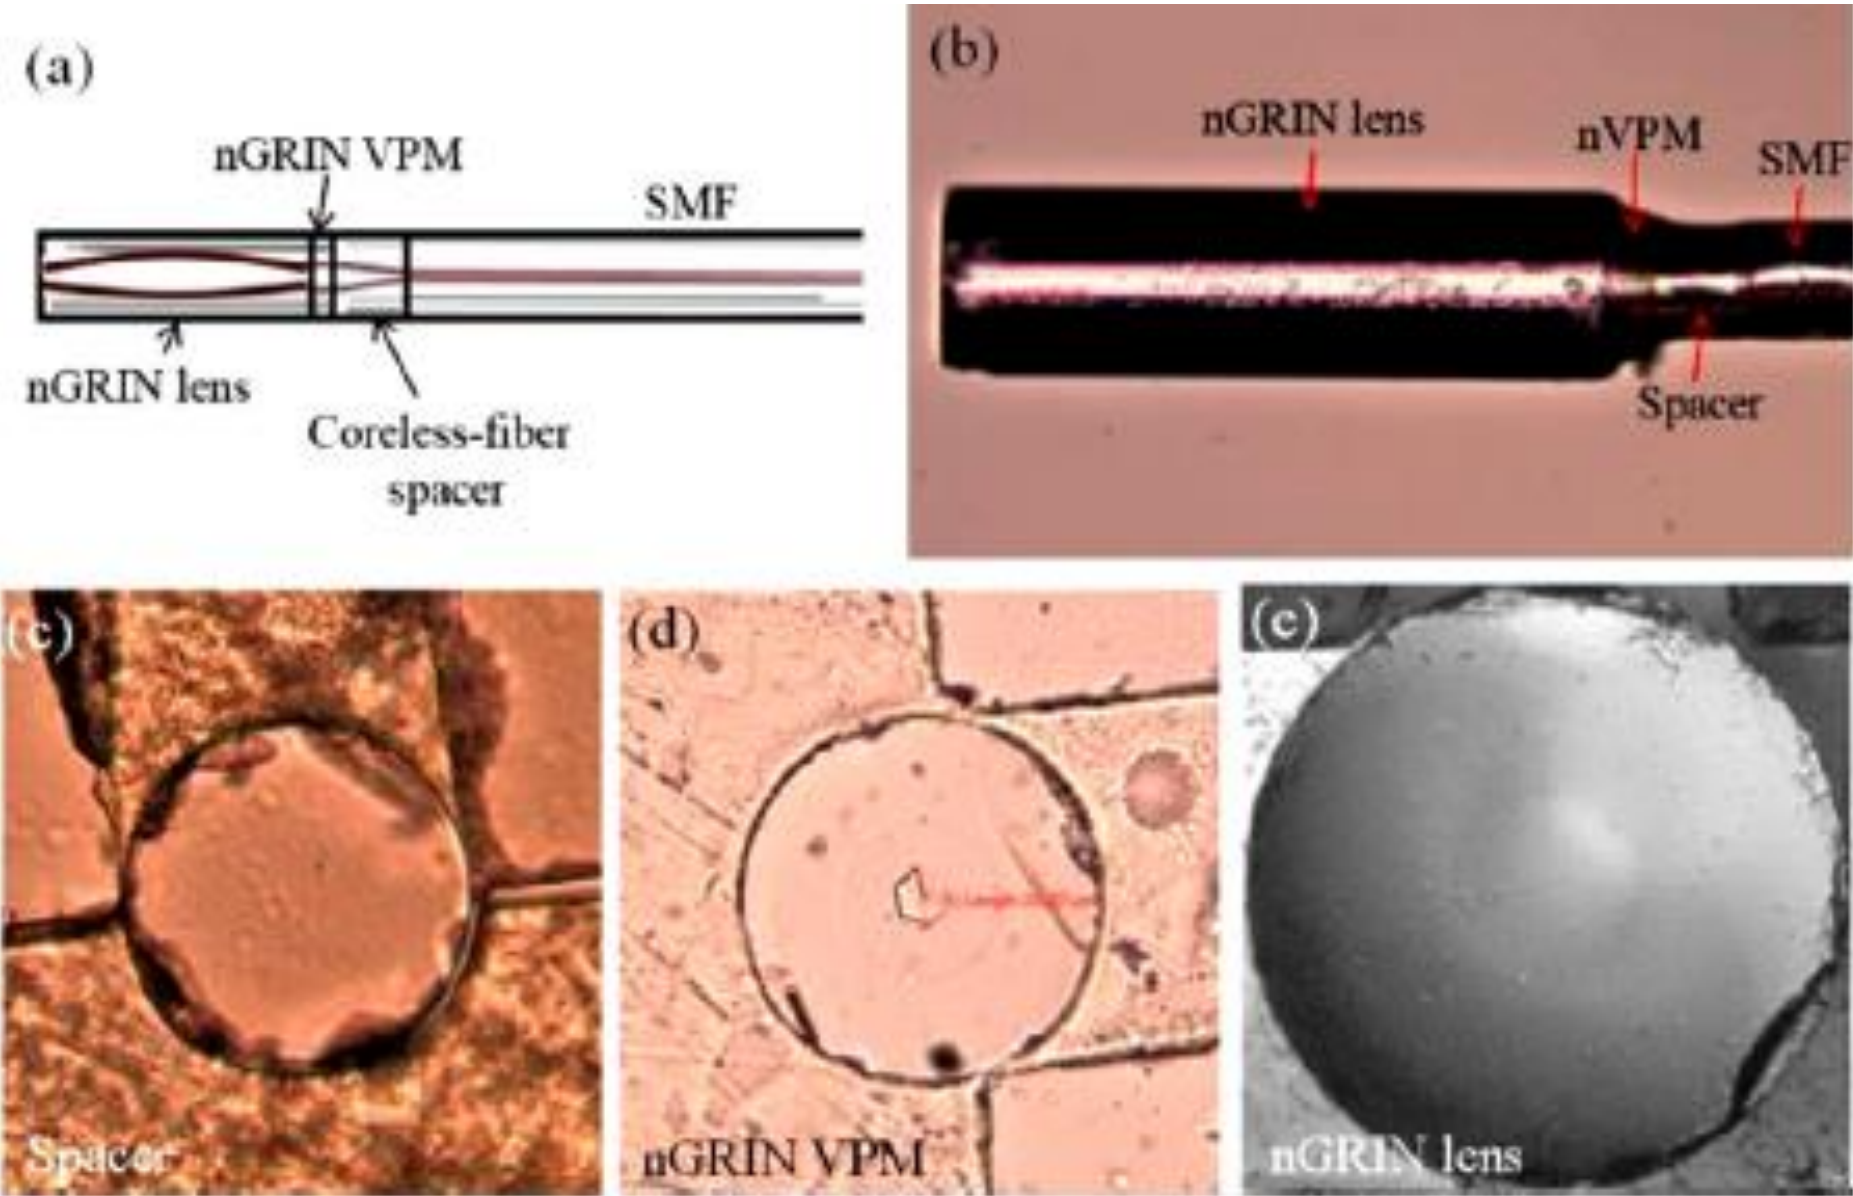 (a)
nGRIN VPM
SMF
nGRIN lens
Coreless-fiber
spacer
(b)
nGRIN lens
nVPM
SMF
Spacer
(c)
Spacer
(d)
nGRIN VPM
(e)
nGRIN lens